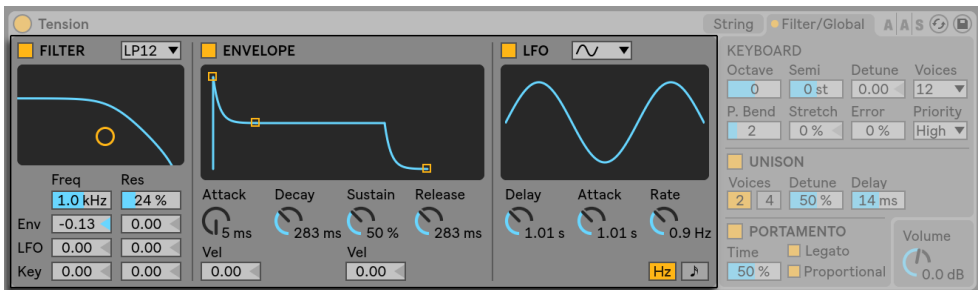 Tension String Filter/Global A A S
FILTER LP12 ENVELOPE LFO KEYBOARD
Octave Semi Detune Voices
0 0 st 0.00 12
P. Bend Stretch Error Priority
2 0 % 0 % High
UNISON
Freq Res Voices Detune Delay
1.0 kHz 24 % Attack Decay Sustain Release Delay Attack Rate 2 4 50 % 14 ms
Env -0.13 0.00 5 ms 283 ms 50 % 283 ms 1.01 s 1.01 s 0.9 Hz PORTAMENTO Volume
LFO 0.00 0.00 Vel Vel Time Legato
Key 0.00 0.00 0.00 0.00 Hz 50 % Proportional 0.0 dB